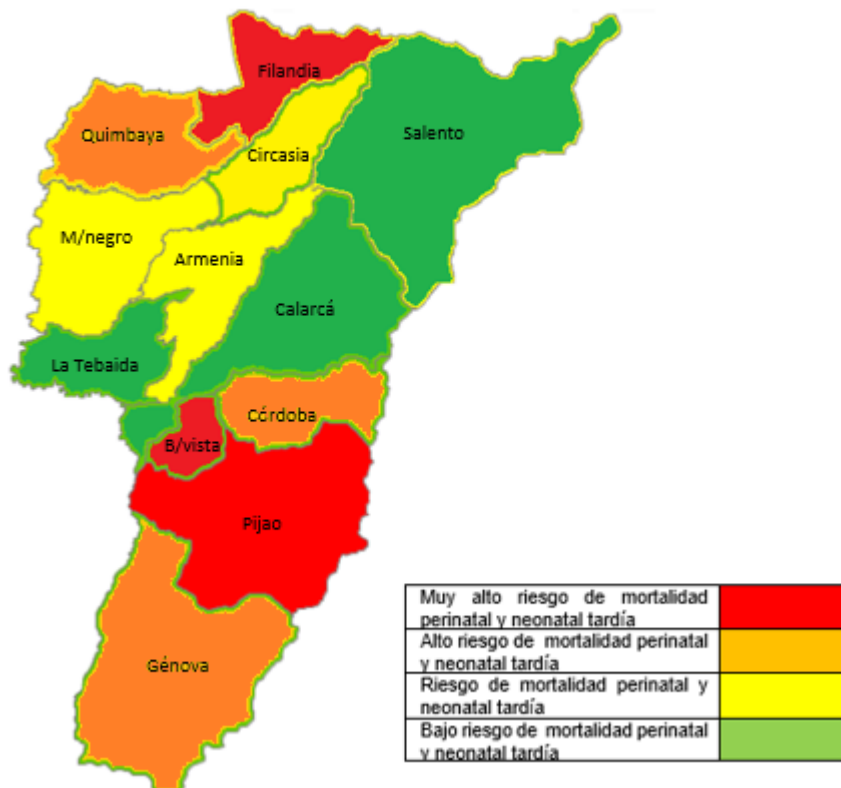 Filandia
Quimbaya
Salento
Circasia
M/negro
Armenia
Calarcá
La Tebaida
Córdoba
B/vista
Pijao
Génova
Muy alto riesgo de mortalidad
perinatal y neonatal tardía
Alto riesgo de mortalidad perinatal
y neonatal tardía
Riesgo de mortalidad perinatal y
neonatal tardía
Bajo riesgo de mortalidad perinatal
y neonatal tardía